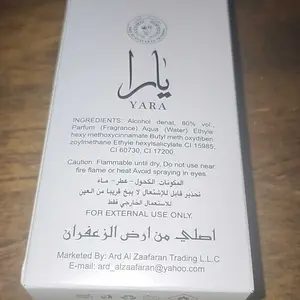 يارا
YARA
INGREDIENTS: Alcohol denat, 80% vol.,
Parfum (Fragrance) Aqua (Water) Ethyle
hexy methoxycinnamate Butyl meth oxydiben
zoylmethane Ethyle hexylsalicylate CI 15985,
CI 60730, CI 17200
Caution: Flammable until dry, Do not use near
fire flame or heat Avoid spraying in eyes
المكونات الكحول - عطر - ماء
تحذير قابل للإشتعال لا يبخ قريبا من العين
للاستعمال الخارجي فقط
FOR EXTERNAL USE ONLY.
اصلي من ارض الزعفران
Marketed By: Ard Al Zaafaran Trading L.L.C
E-mail: ard_alzaafaran@yahoo.com